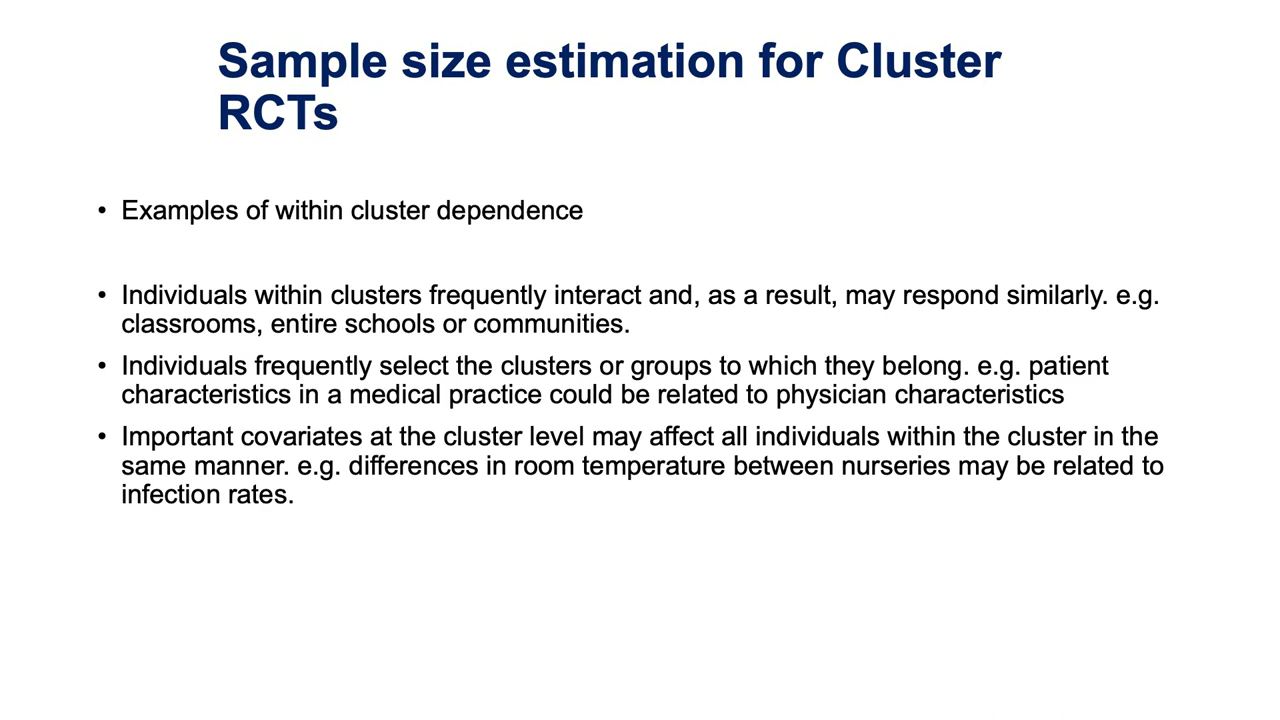 Sample size estimation for Cluster
RCTs
• Examples of within cluster dependence
• Individuals within clusters frequently interact and, as a result, may respond similarly. e.g.
classrooms, entire schools or communities.
• Individuals frequently select the clusters or groups to which they belong. e.g. patient
characteristics in a medical practice could be related to physician characteristics
• Important covariates at the cluster level may affect all individuals within the cluster in the
same manner. e.g. differences in room temperature between nurseries may be related to
infection rates.